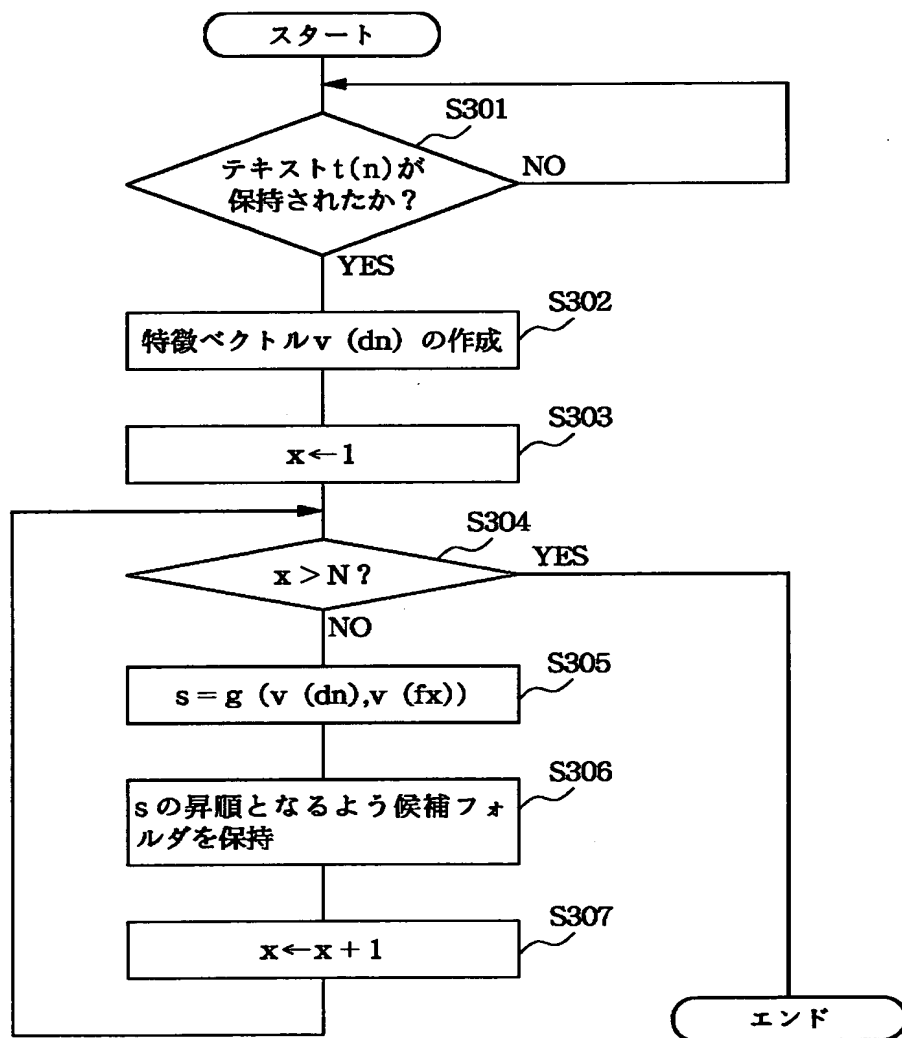 スタート
S301
テキストt(n)が
保持されたか？
NO
YES
S302
特徴ベクトルv (dn) の作成
S303
x←1
S304
x＞N？
YES
NO
S305
s＝g (v (dn),v (fx))
S306
sの昇順となるよう候補フォ
ルダを保持
S307
x←x＋1
エンド